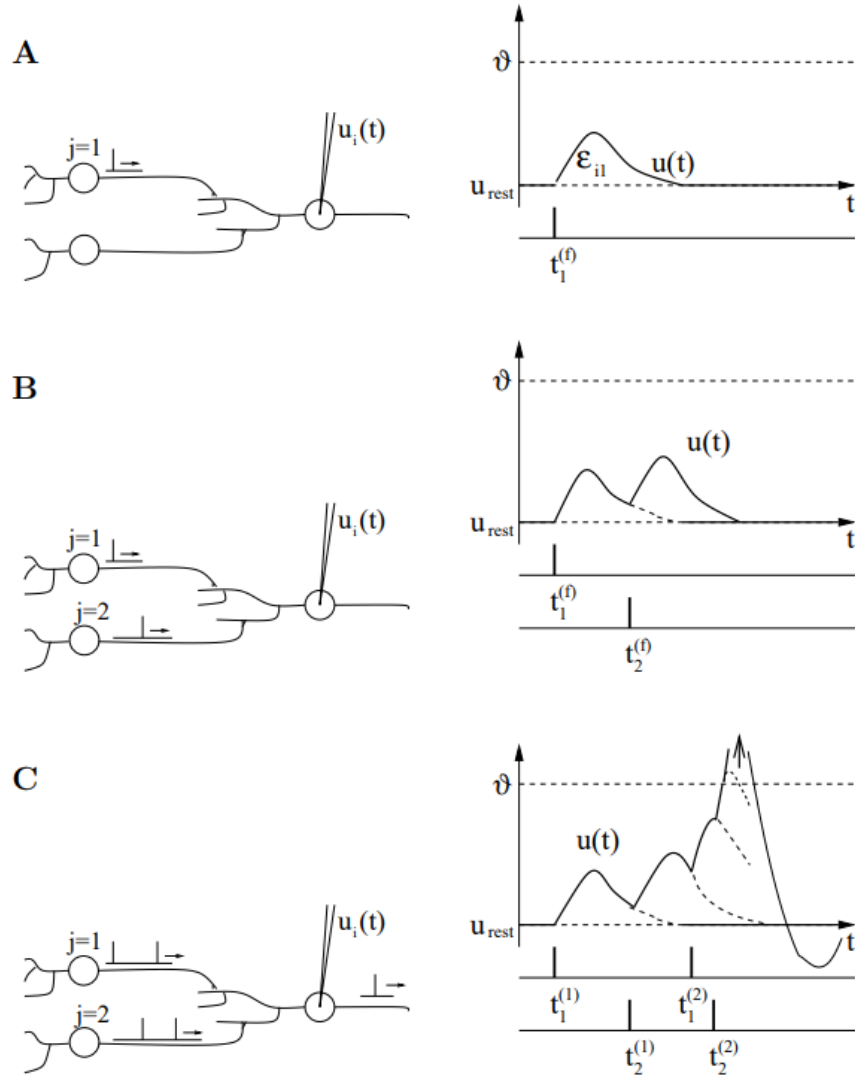 A
j=1
u_i(t)
ϑ
ε_i1
u(t)
u_rest
t
t_1^(f)
B
j=1
j=2
u_i(t)
ϑ
u(t)
u_rest
t
t_1^(f)
t_2^(f)
C
j=1
j=2
u_i(t)
ϑ
u(t)
u_rest
t
t_1^(1) t_1^(2)
t_2^(1) t_2^(2)